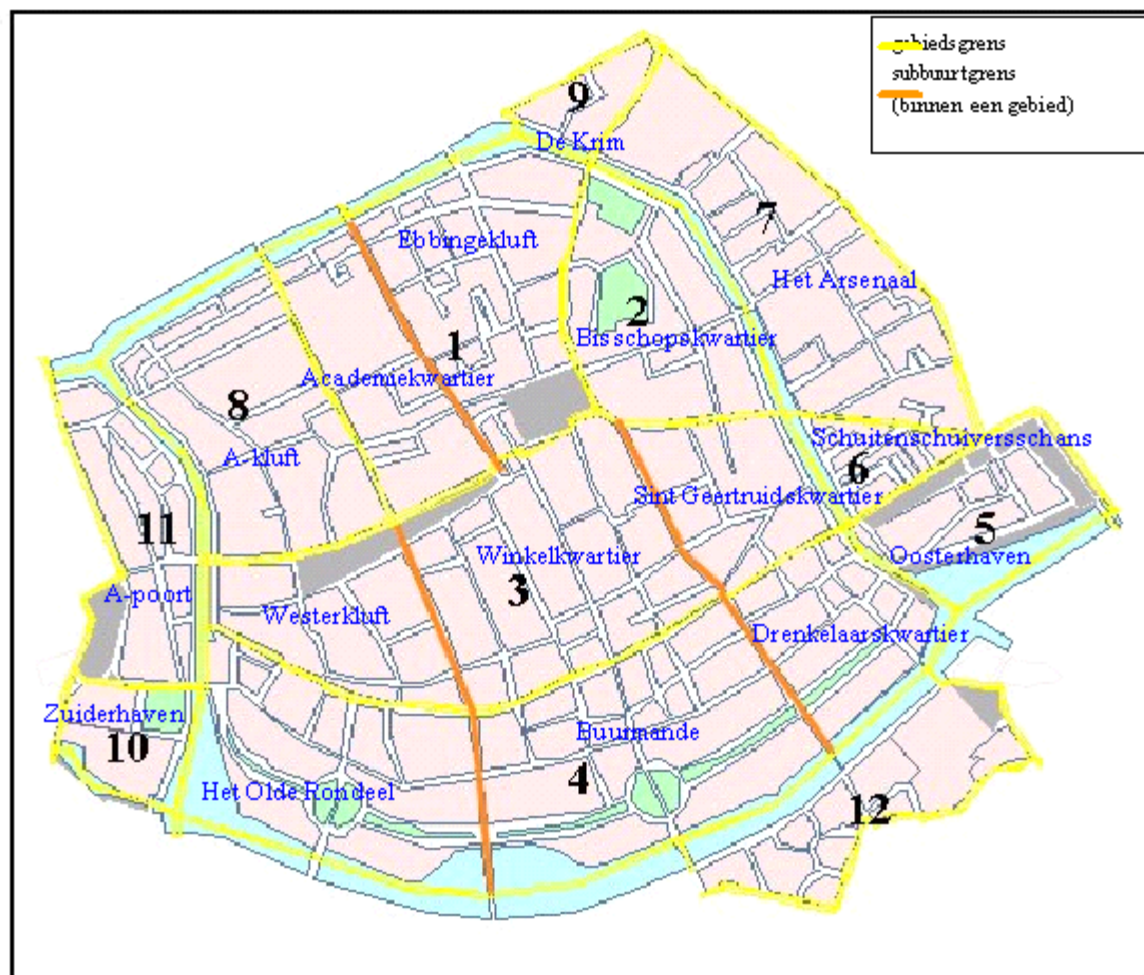 gebiedsgrens
subbuurtgrens
(binnen een gebied)
9
De Krim
7
Ebbingekluft
Het Arsenaal
2
Bisschopskwartier
1
Academiekwartier
8
A-kluft
Schuitenschuiversschans
6
Sint Geertruidskwartier
11
5
Winkelkwartier
Oosterhaven
3
A-poort
Westerkluft
Drenkelaarskwartier
Zuiderhaven
10
Buurmande
4
Het Olde Rondeel
12